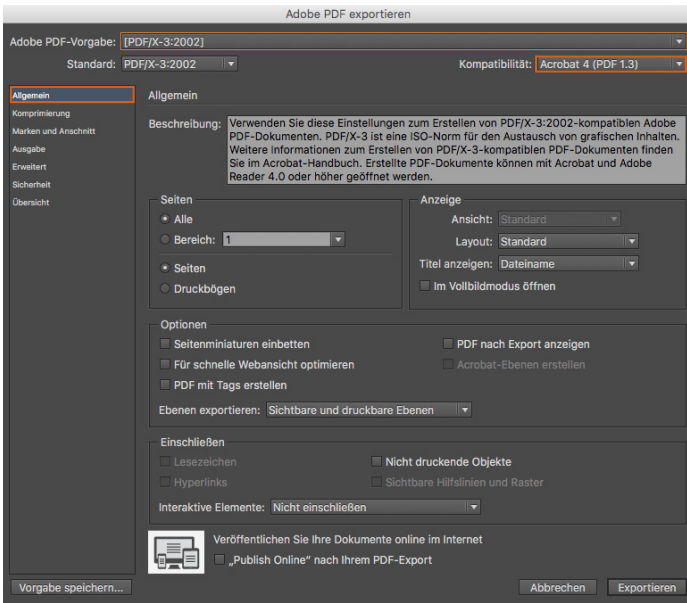 Adobe PDF exportieren
Adobe PDF-Vorgabe: [PDF/X-3:2002]
Standard: PDF/X-3:2002
Kompatibilität: Acrobat 4 (PDF 1.3)
Allgemein
Komprimierung
Marken und Anschnitt
Ausgabe
Erweitert
Sicherheit
Übersicht
Allgemein
Beschreibung: Verwenden Sie diese Einstellungen zum Erstellen von PDF/X-3:2002-kompatiblen Adobe
PDF-Dokumenten. PDF/X-3 ist eine ISO-Norm für den Austausch von grafischen Inhalten.
Weitere Informationen zum Erstellen von PDF/X-3-kompatiblen PDF-Dokumenten finden
Sie im Acrobat-Handbuch. Erstellte PDF-Dokumente können mit Acrobat und Adobe
Reader 4.0 oder höher geöffnet werden.
Seiten
Alle
Bereich: 1
Seiten
Druckbögen
Anzeige
Ansicht: Standard
Layout: Standard
Titel anzeigen: Dateiname
Im Vollbildmodus öffnen
Optionen
Seitenminiaturen einbetten
Für schnelle Webansicht optimieren
PDF mit Tags erstellen
PDF nach Export anzeigen
Acrobat-Ebenen erstellen
Ebenen exportieren: Sichtbare und druckbare Ebenen
Einschließen
Lesezeichen
Hyperlinks
Nicht druckende Objekte
Sichtbare Hilfslinien und Raster
Interaktive Elemente: Nicht einschließen
Veröffentlichen Sie Ihre Dokumente online im Internet
„Publish Online" nach Ihrem PDF-Export
Vorgabe speichern...
Abbrechen
Exportieren